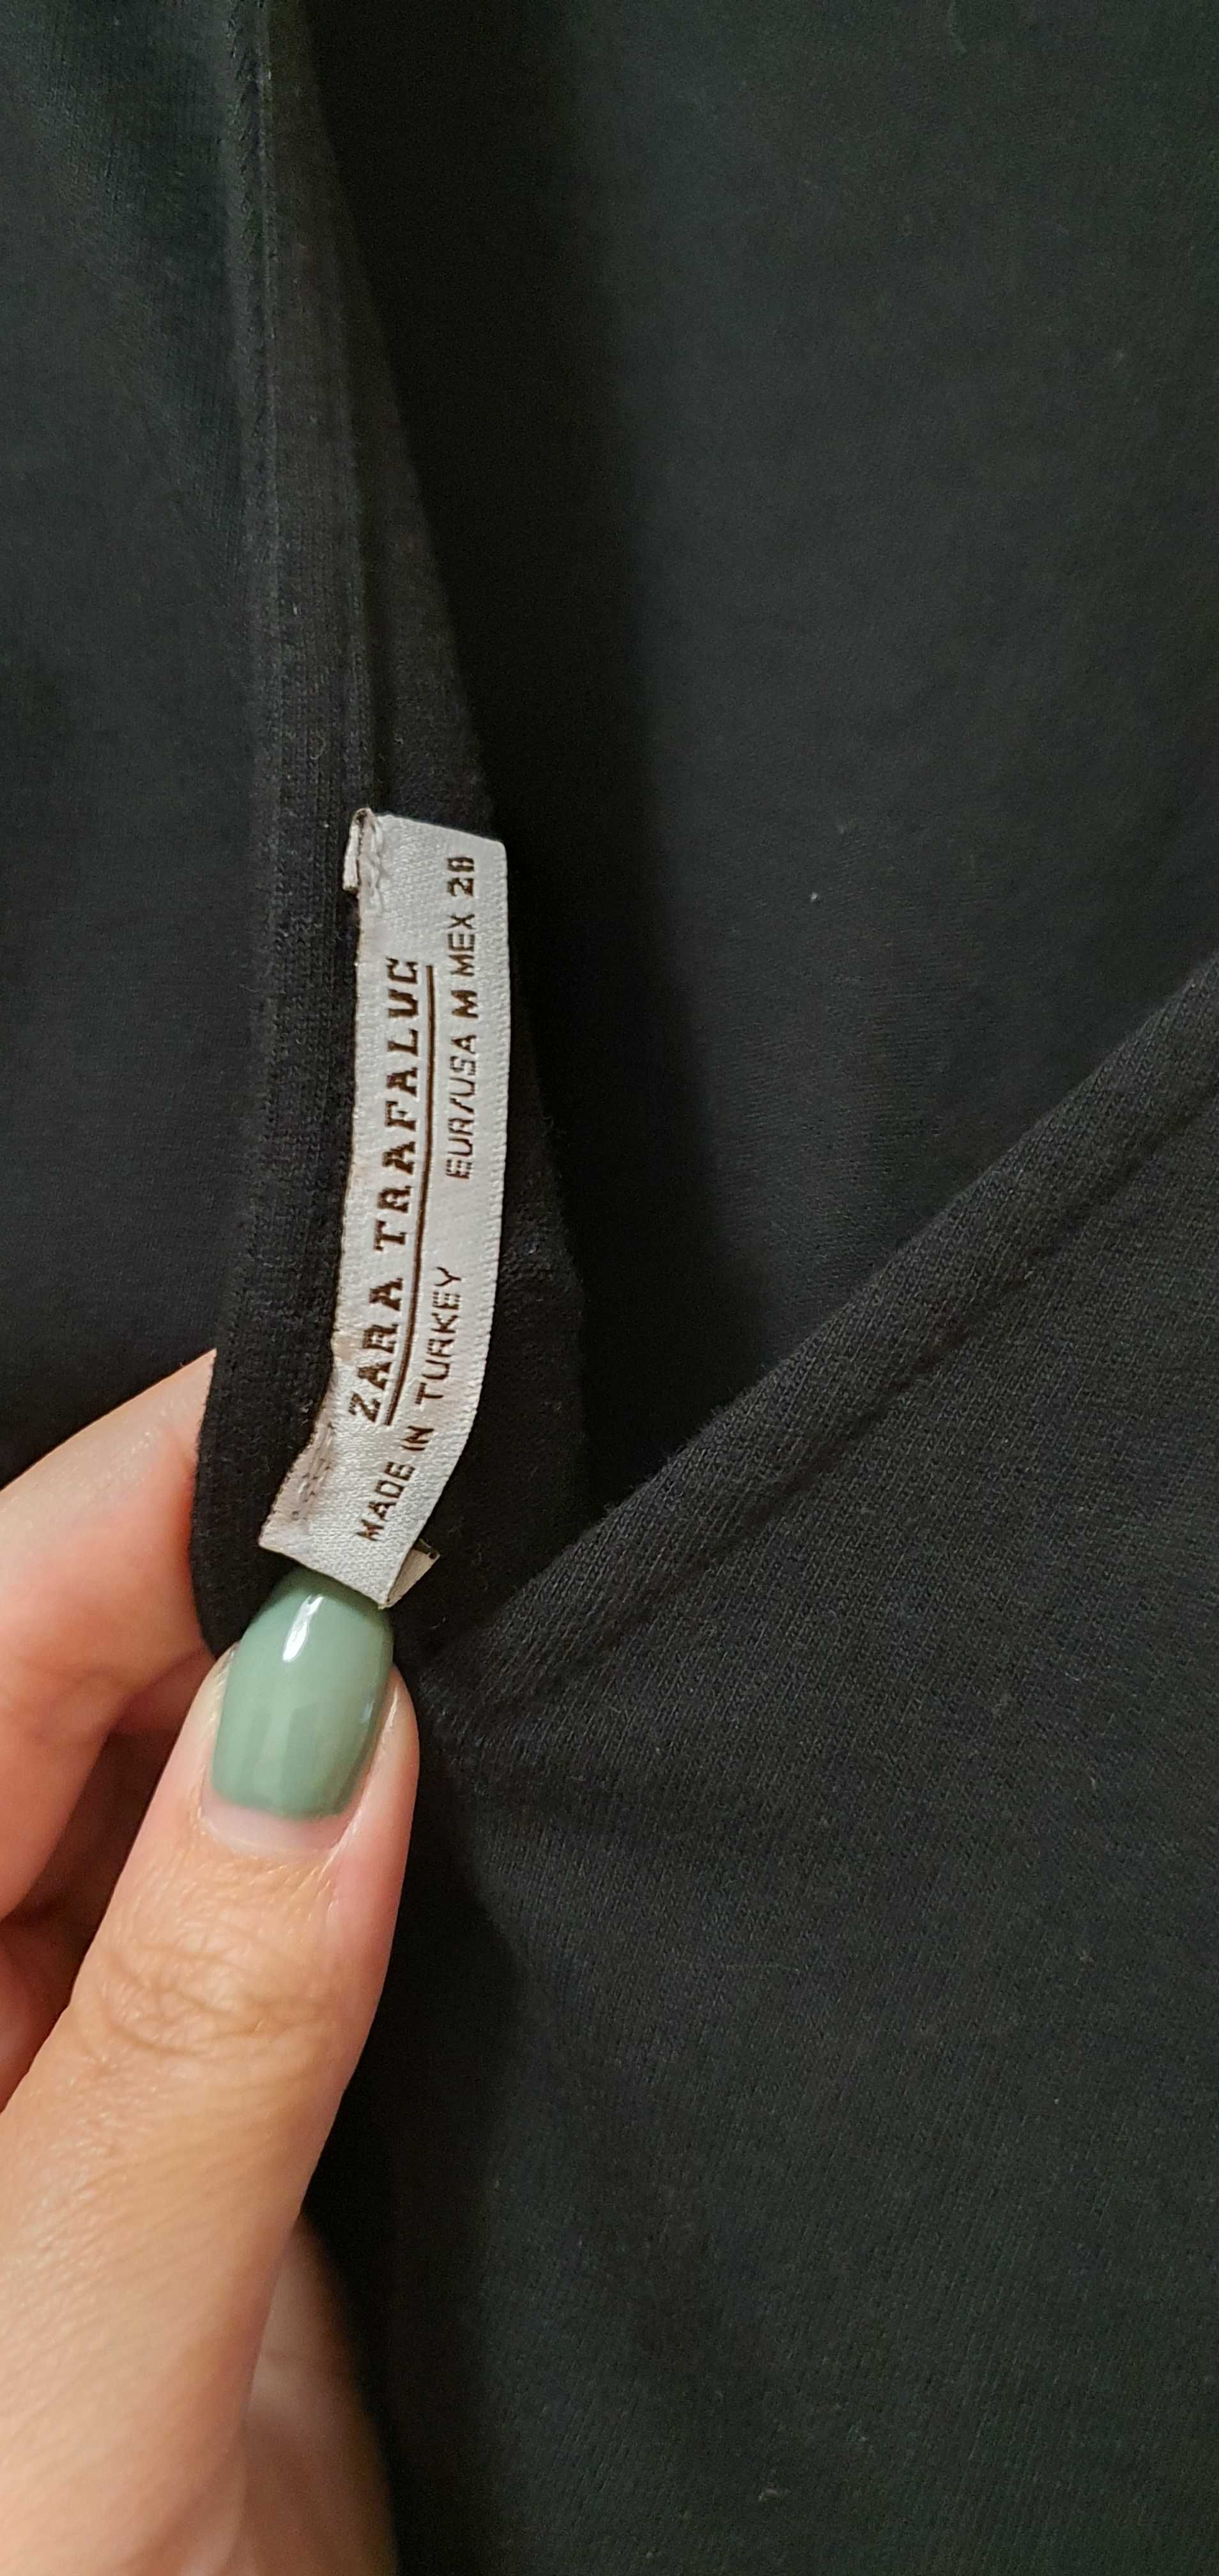 ZARA TRAFALUC
MADE IN TURKEY EUR/USA M MEX 28